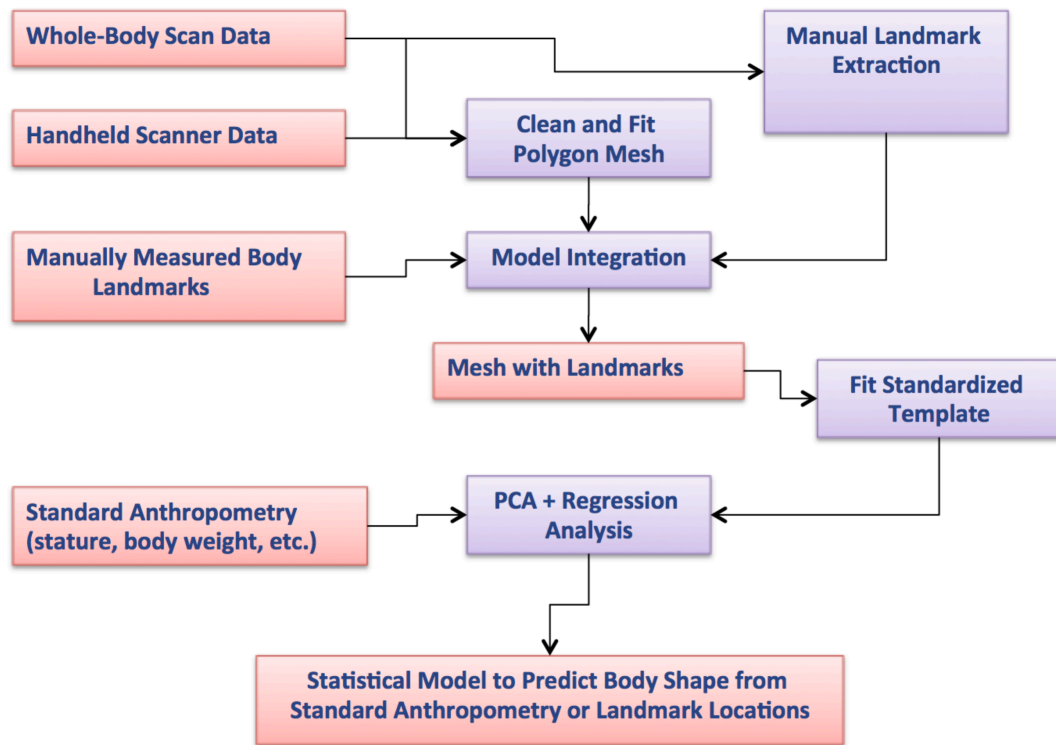 Whole-Body Scan Data
Manual Landmark
Extraction
Handheld Scanner Data
Clean and Fit
Polygon Mesh
Manually Measured Body
Landmarks
Model Integration
Mesh with Landmarks
Fit Standardized
Template
Standard Anthropometry
(stature, body weight, etc.)
PCA + Regression
Analysis
Statistical Model to Predict Body Shape from
Standard Anthropometry or Landmark Locations